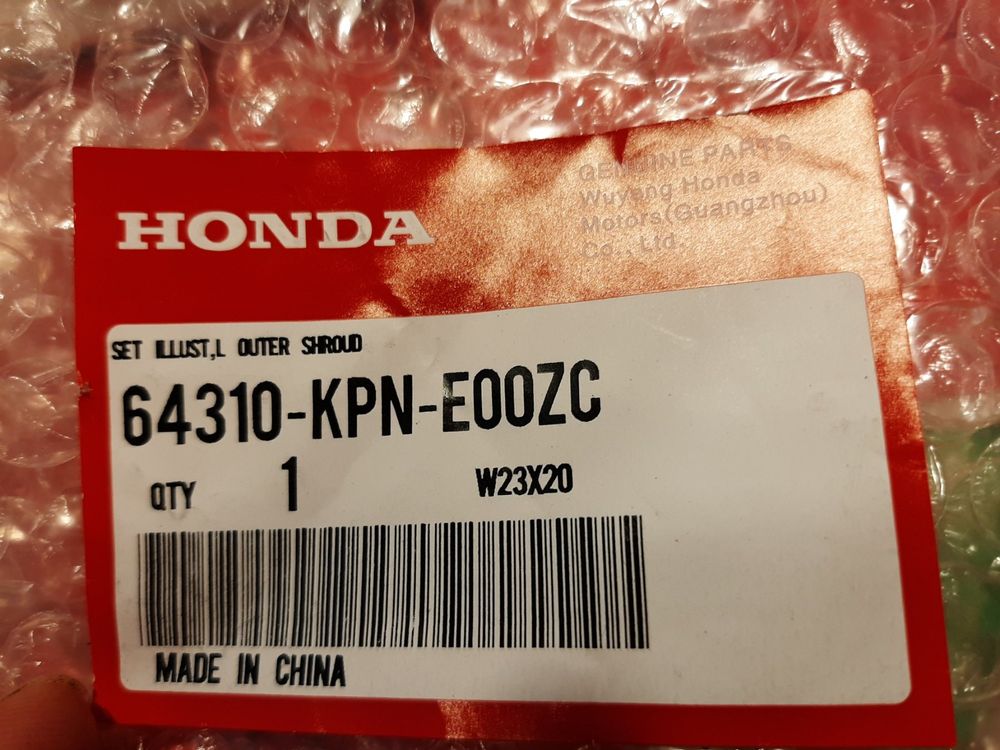 HONDA
GENUINE PARTS
Wuyang Honda
Motors(Guangzhou)
Co., Ltd.
SET ILLUST,L OUTER SHROUD
64310-KPN-E00ZC
QTY 1 W23X20
MADE IN CHINA